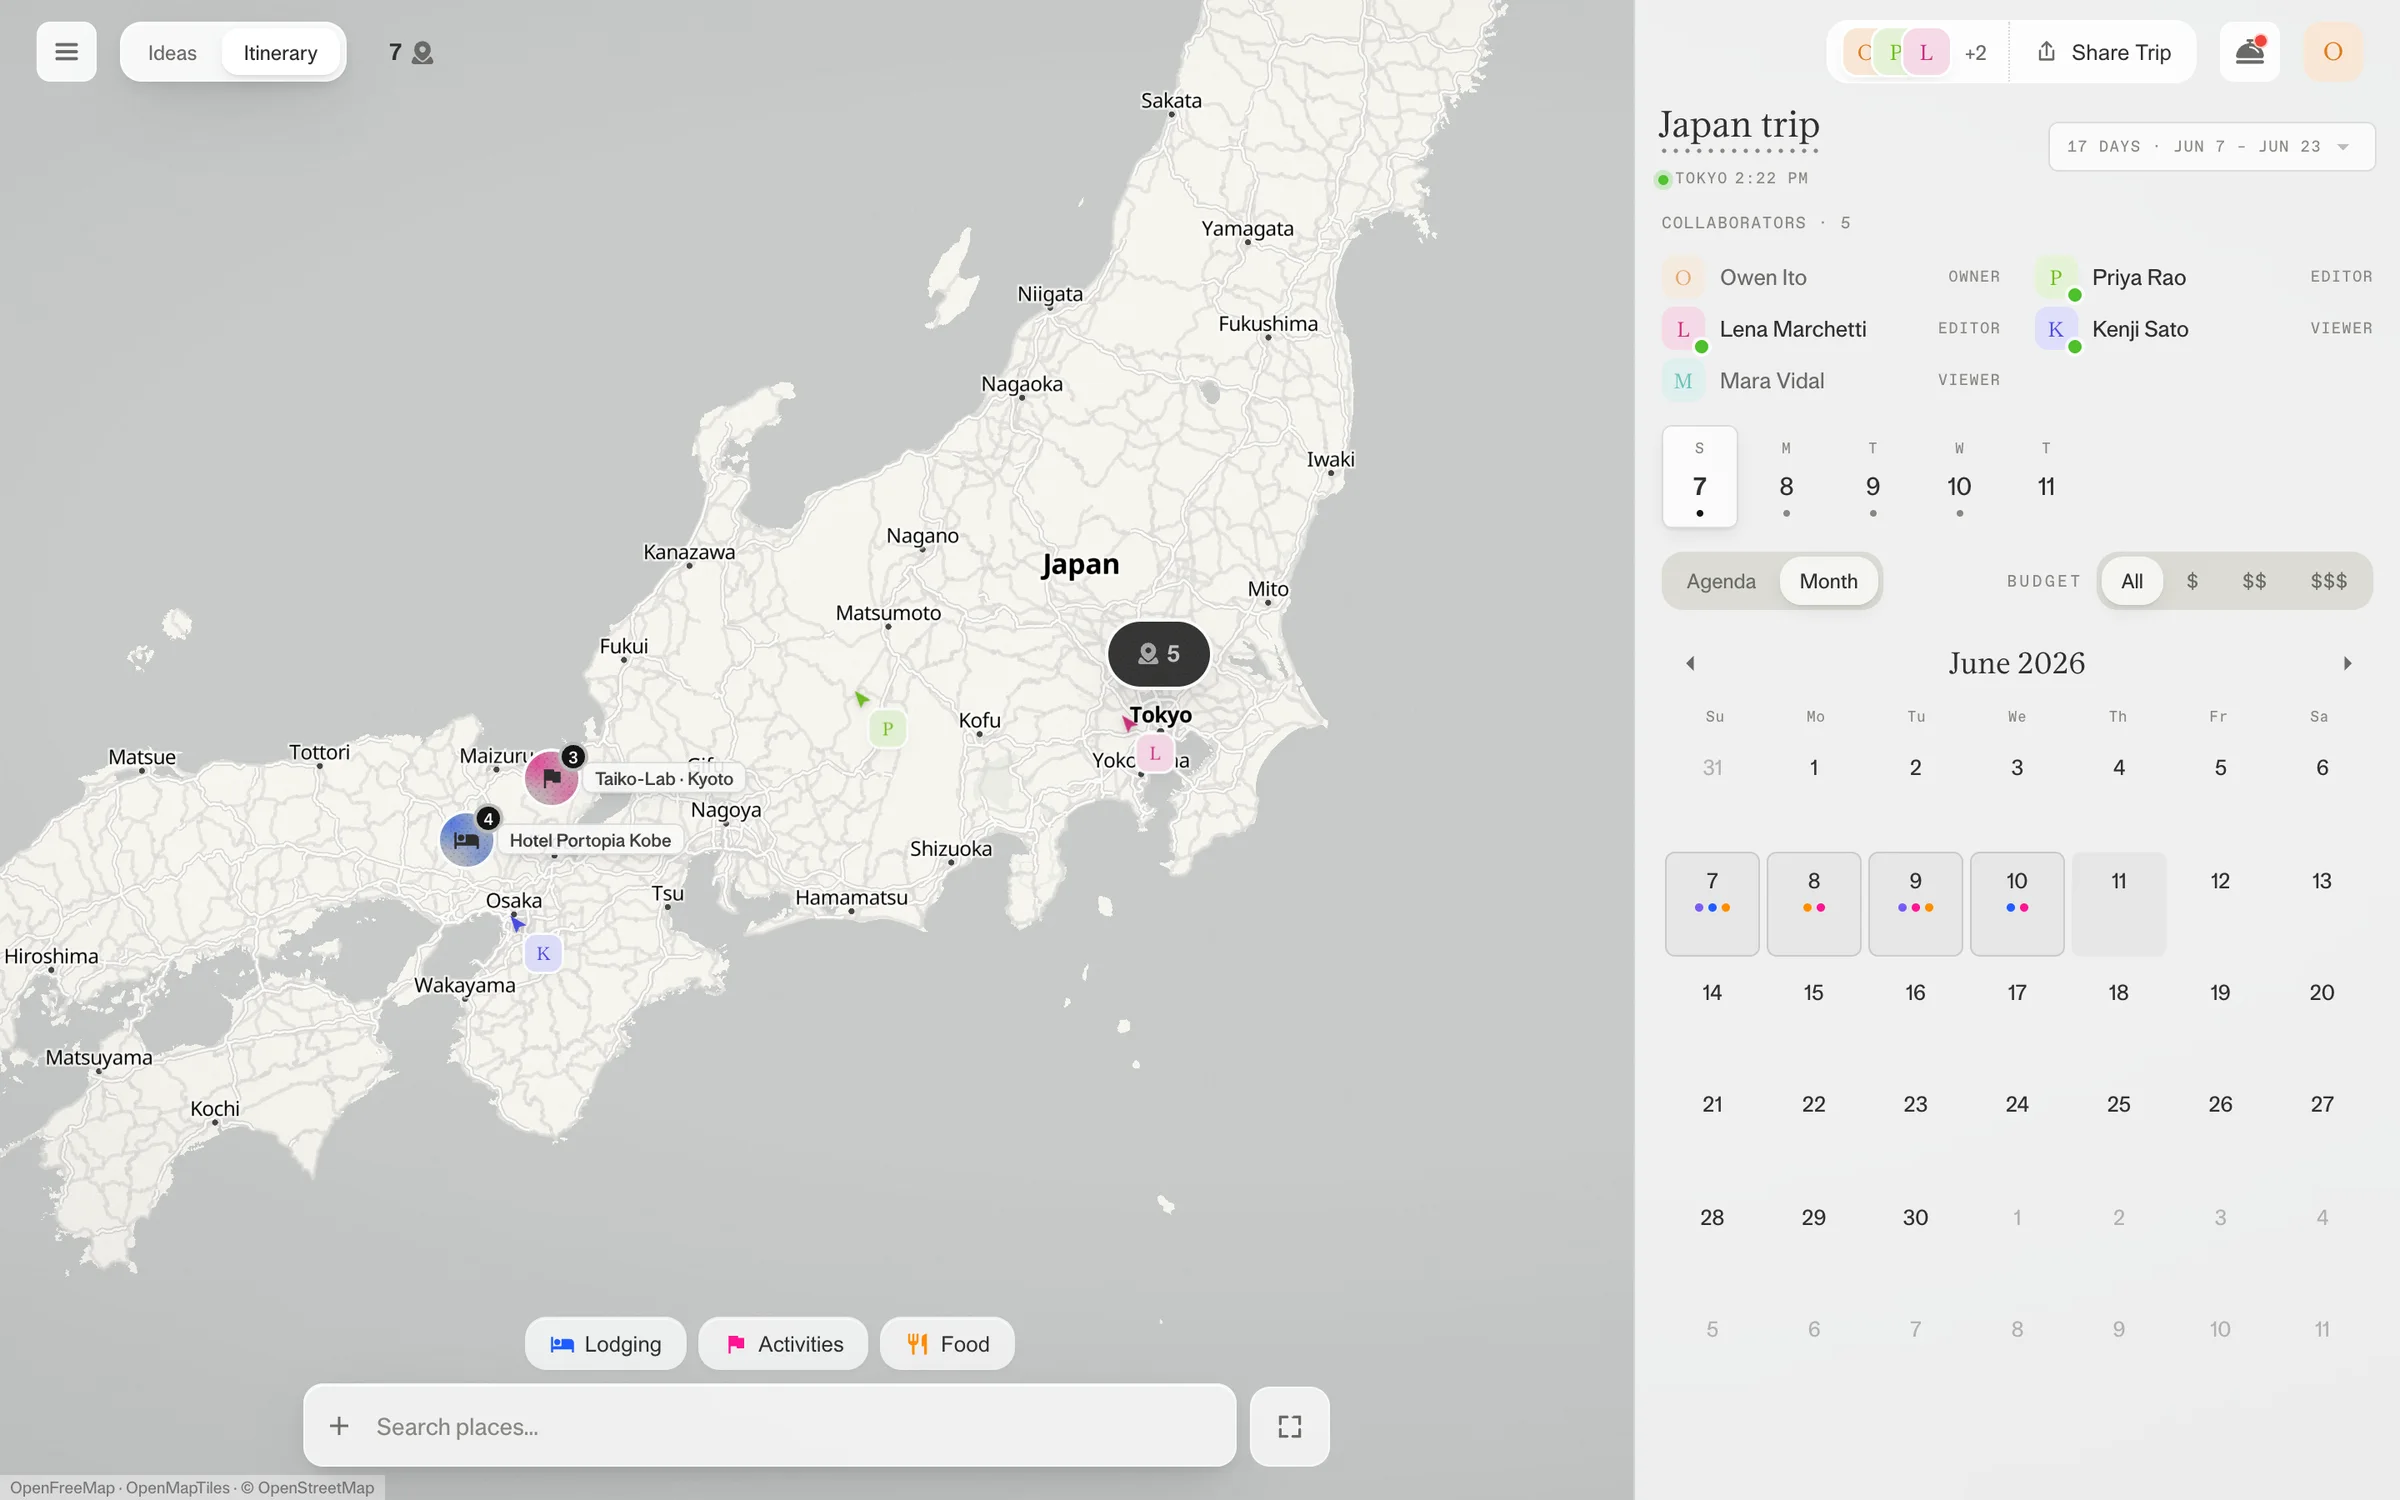 Ideas
Itinerary
7
O
P
L
+2
Share Trip
O
Japan trip
17 DAYS · JUN 7 – JUN 23
TOKYO 2:22 PM
COLLABORATORS · 5
O Owen Ito OWNER
P Priya Rao EDITOR
L Lena Marchetti EDITOR
K Kenji Sato VIEWER
M Mara Vidal VIEWER
S M T W T
7 8 9 10 11
Agenda Month
BUDGET All $ $$ $$$
June 2026
Su Mo Tu We Th Fr Sa
31 1 2 3 4 5 6
7 8 9 10 11 12 13
14 15 16 17 18 19 20
21 22 23 24 25 26 27
28 29 30 1 2 3 4
5 6 7 8 9 10 11
Sakata
Yamagata
Niigata
Fukushima
Nagaoka
Iwaki
Nagano
Kanazawa
Japan
Mito
Matsumoto
Fukui
5
Tokyo
P
Kofu
L
Matsue
Tottori
Maizuru
3
Taiko-Lab · Kyoto
Nagoya
4
Hotel Portopia Kobe
Shizuoka
Tsu
Hamamatsu
Osaka
K
Hiroshima
Wakayama
Matsuyama
Kochi
Lodging
Activities
Food
Search places...
OpenFreeMap · OpenMapTiles · © OpenStreetMap